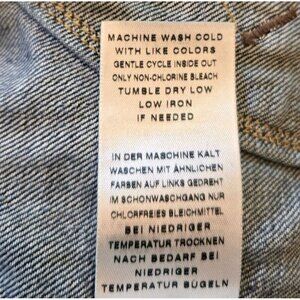 MACHINE WASH COLD
WITH LIKE COLORS
GENTLE CYCLE INSIDE OUT
ONLY NON-CHLORINE BLEACH
TUMBLE DRY LOW
LOW IRON
IF NEEDED
IN DER MASCHINE KALT
WASCHEN MIT ÄHNLICHEN
FARBEN AUF LINKS GEDREHT
IM SCHONWASCHGANG NUR
CHLORFREIES BLEICHMITTEL
BEI NIEDRIGER
TEMPERATUR TROCKNEN
NACH BEDARF BEI
NIEDRIGER
TEMPERATUR BÜGELN